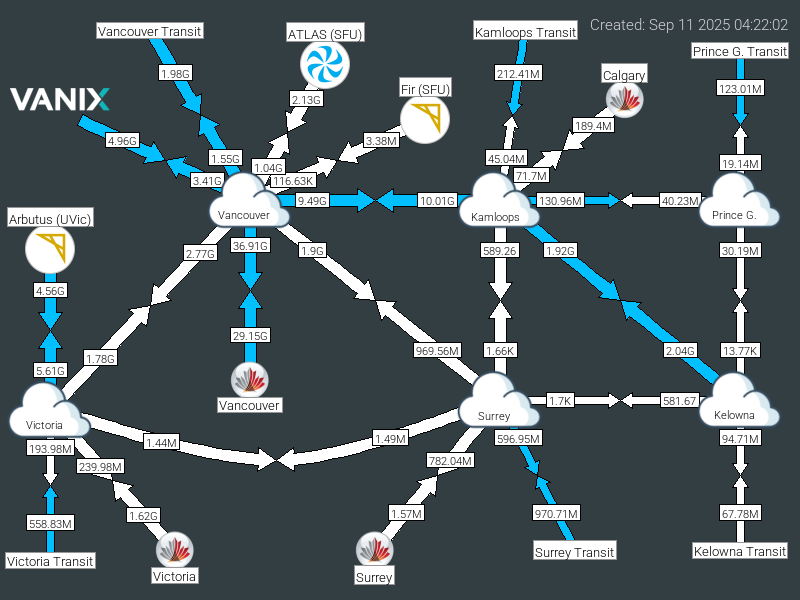 Created: Sep 11 2025 04:22:02
Vancouver Transit
ATLAS (SFU)
Kamloops Transit
Prince G. Transit
1.98G
212.41M
Calgary
123.01M
VANIX
2.13G
Fir (SFU)
189.4M
4.96G
3.38M
1.55G
1.04G
45.04M
19.14M
3.41G
116.63K
71.7M
9.49G
10.01G
130.96M
40.23M
Arbutus (UVic)
Vancouver
Kamloops
Prince G.
2.77G
36.91G
1.9G
589.26
1.92G
30.19M
4.56G
29.15G
1.78G
969.56M
1.66K
2.04G
13.77K
5.61G
Vancouver
1.7K
581.67
Victoria
Surrey
Kelowna
193.98M
1.44M
1.49M
596.95M
94.71M
239.98M
782.04M
558.83M
1.62G
1.57M
970.71M
67.78M
Victoria Transit
Victoria
Surrey
Surrey Transit
Kelowna Transit